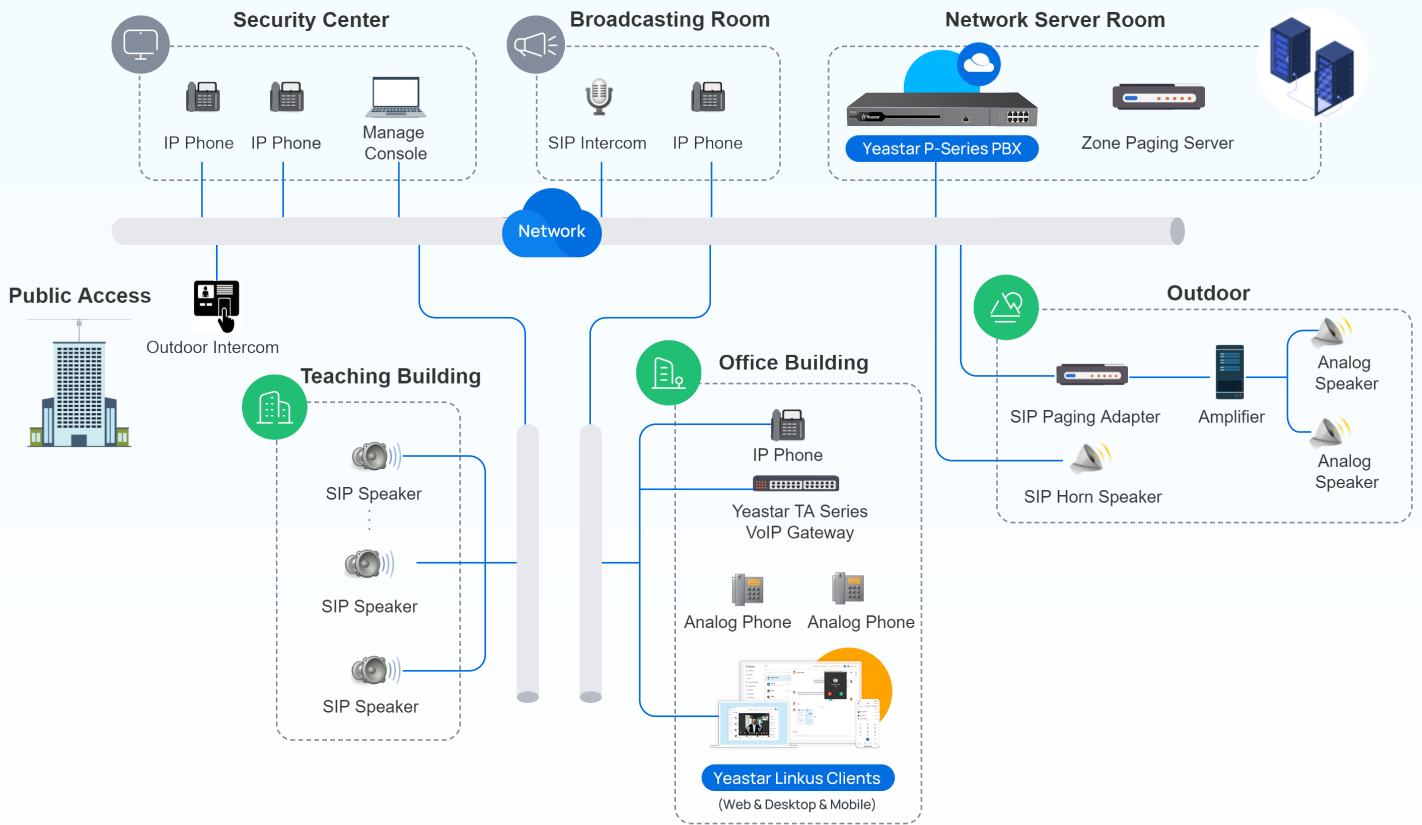 Security Center
Broadcasting Room
Network Server Room
IP Phone
IP Phone
Manage
Console
SIP Intercom
IP Phone
Yeastar
Yeastar P-Series PBX
Zone Paging Server
Network
Public Access
Outdoor Intercom
Outdoor
Analog
Speaker
SIP Paging Adapter
Amplifier
Analog
Speaker
SIP Horn Speaker
Teaching Building
SIP Speaker
SIP Speaker
SIP Speaker
Office Building
IP Phone
Yeastar TA Series
VoIP Gateway
Analog Phone
Analog Phone
Yeastar Linkus Clients
(Web & Desktop & Mobile)